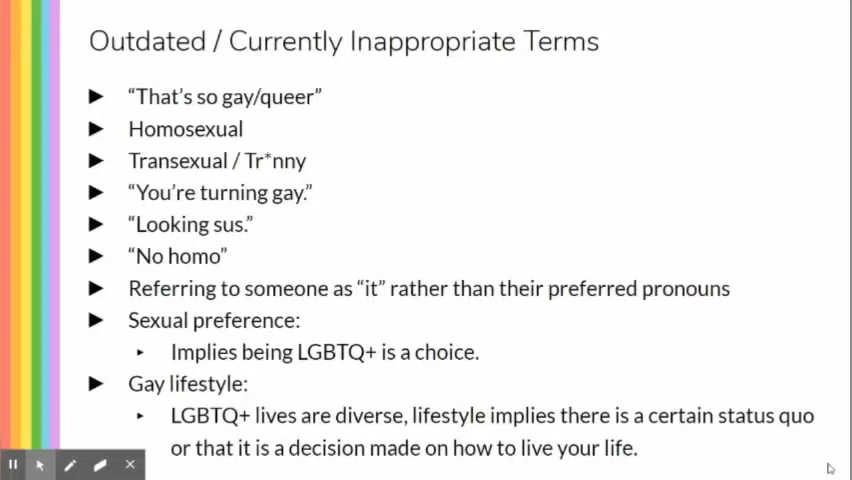 Outdated / Currently Inappropriate Terms
“That’s so gay/queer”
Homosexual
Transexual / Tr*nny
“You’re turning gay.”
“Looking sus.”
“No homo”
Referring to someone as “it” rather than their preferred pronouns
Sexual preference:
Implies being LGBTQ+ is a choice.
Gay lifestyle:
LGBTQ+ lives are diverse, lifestyle implies there is a certain status quo
or that it is a decision made on how to live your life.